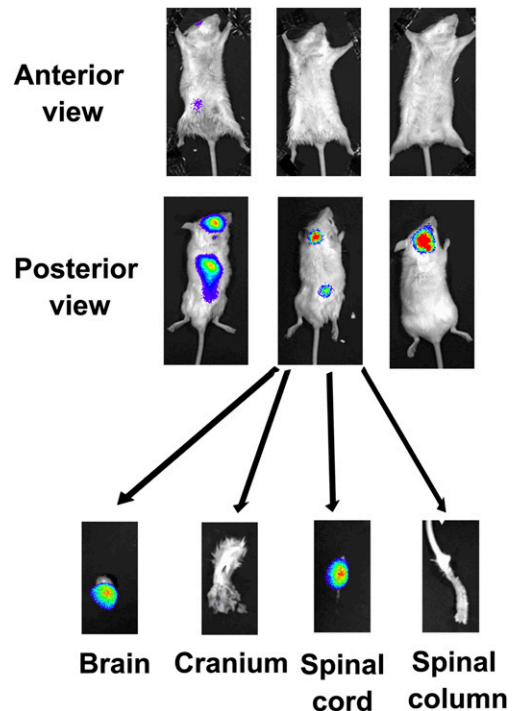 Anterior
view
Posterior
view
Brain Cranium Spinal Spinal
cord column